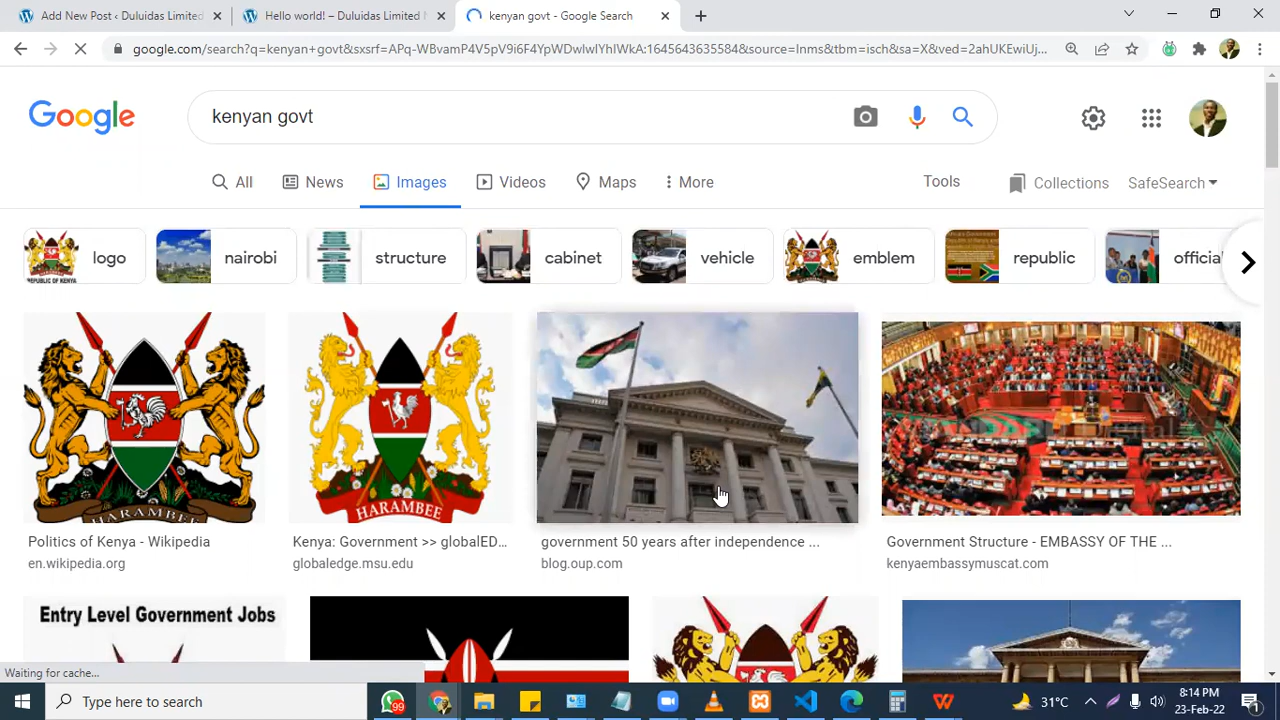 Add New Post ‹ Duluidas Limited
Hello world! – Duluidas Limited
kenyan govt - Google Search
google.com/search?q=kenyan+govt&sxsrf=APq-WBvamP4V5pV9i6F4YpWDwlwlYhIWkA:1645643635584&source=lnms&tbm=isch&sa=X&ved=2ahUKEwiUj...
Google
kenyan govt
All
News
Images
Videos
Maps
More
Tools
Collections
SafeSearch
logo
nairobi
structure
cabinet
vehicle
emblem
republic
official
HARAMBEE
HARAMBEE
Politics of Kenya - Wikipedia
en.wikipedia.org
Kenya: Government >> globalED...
globaledge.msu.edu
government 50 years after independence ...
blog.oup.com
Government Structure - EMBASSY OF THE ...
kenyaembassymuscat.com
Entry Level Government Jobs
Waiting for cache...
Type here to search
99
31°C
8:14 PM
23-Feb-22
1